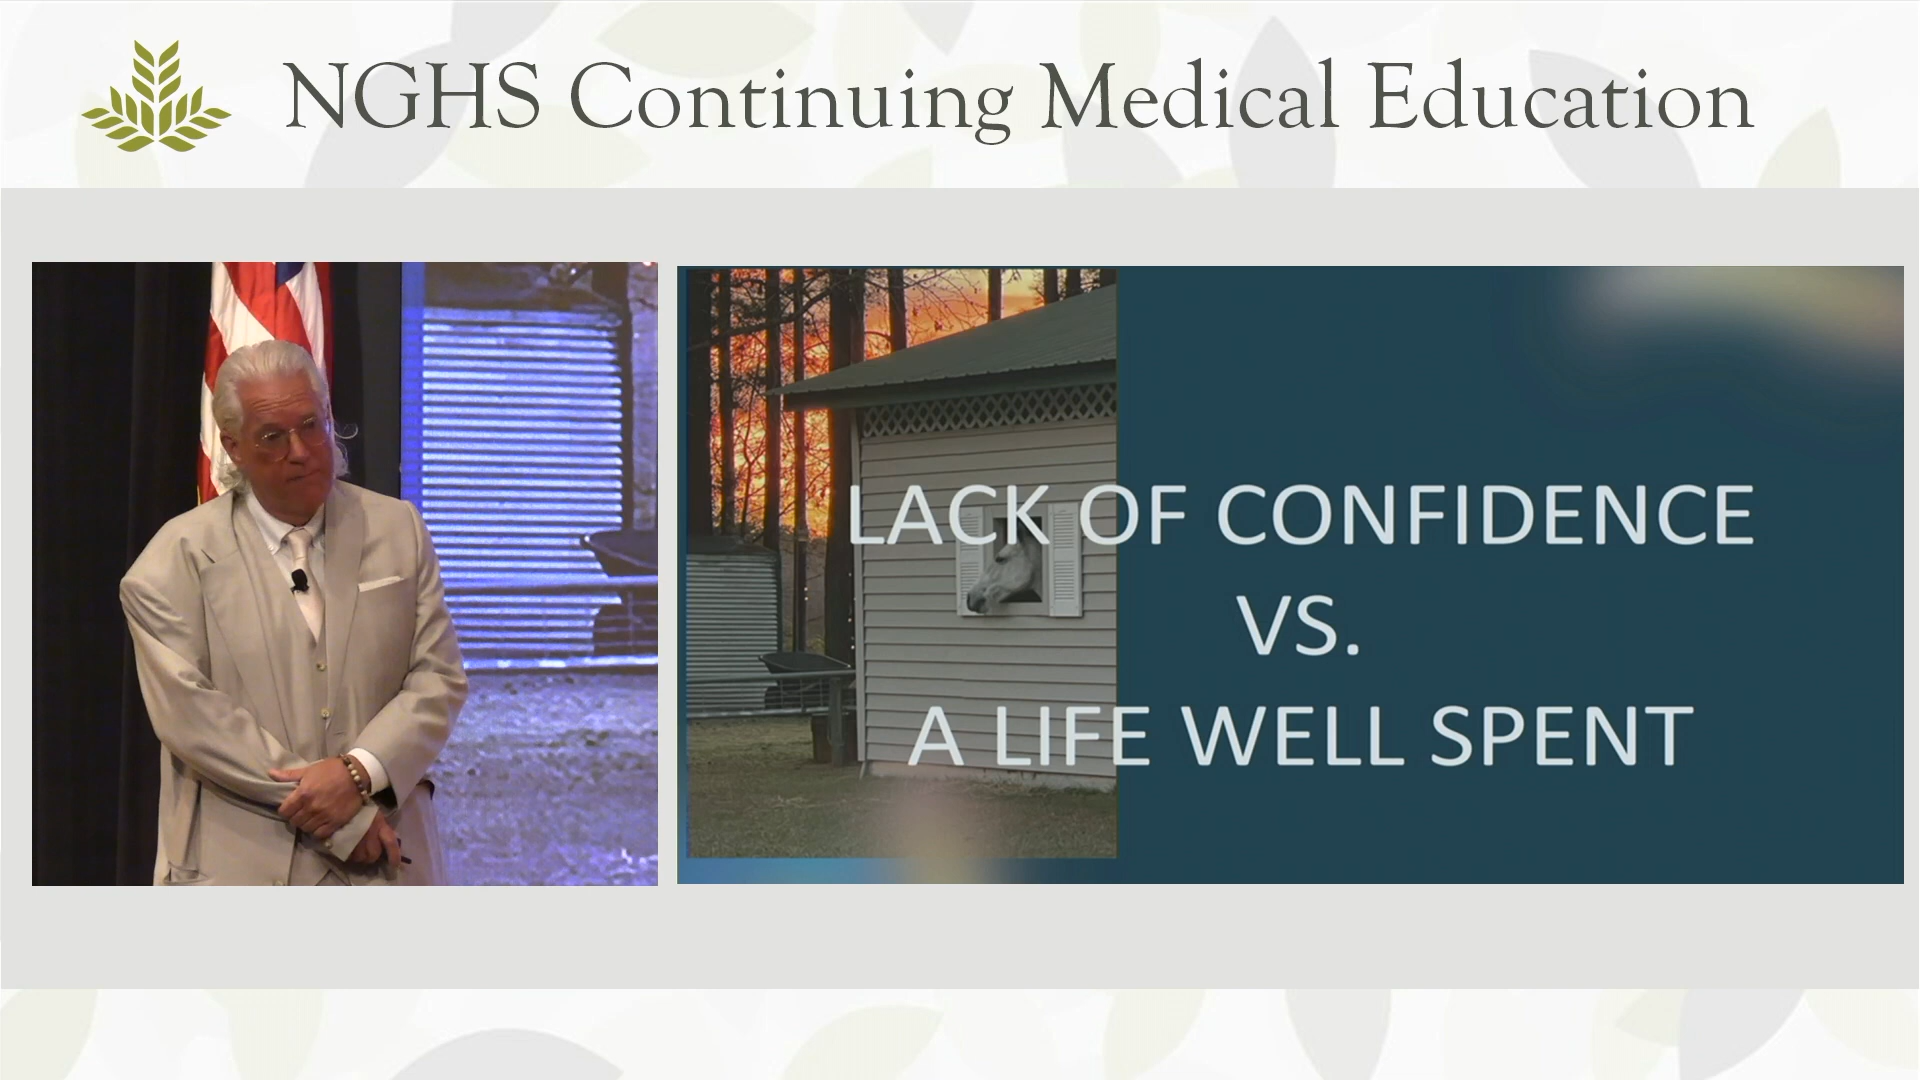 NGHS Continuing Medical Education
LACK OF CONFIDENCE
VS.
A LIFE WELL SPENT